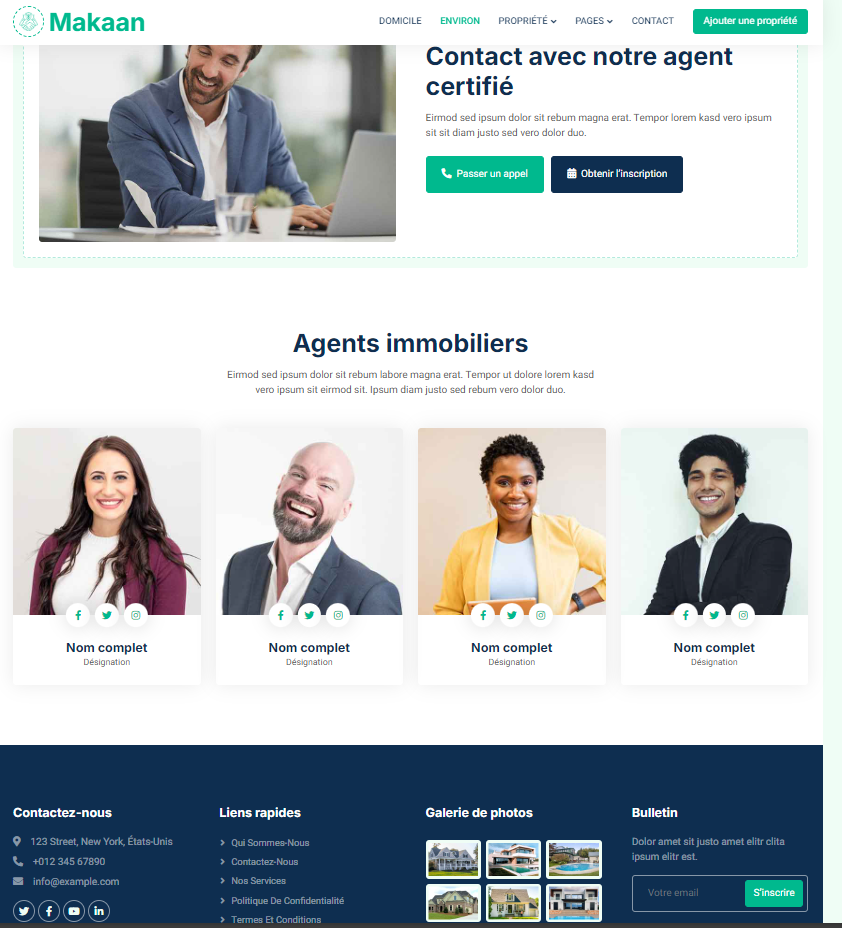 Makaan
DOMICILE
ENVIRON
PROPRIÉTÉ
PAGES
CONTACT
Ajouter une propriété
Contact avec notre agent
certifié
Eirmod sed ipsum dolor sit rebum magna erat. Tempor lorem kasd vero ipsum
sit sit diam justo sed vero dolor duo.
Passer un appel
Obtenir l'inscription
Agents immobiliers
Eirmod sed ipsum dolor sit rebum labore magna erat. Tempor ut dolore lorem kasd
vero ipsum sit eirmod sit. Ipsum diam justo sed rebum vero dolor duo.
Nom complet
Désignation
Nom complet
Désignation
Nom complet
Désignation
Nom complet
Désignation
Contactez-nous
123 Street, New York, États-Unis
+012 345 67890
info@example.com
Liens rapides
Qui Sommes-Nous
Contactez-Nous
Nos Services
Politique De Confidentialité
Termes Et Conditions
Galerie de photos
Bulletin
Dolor amet sit justo amet elitr clita
ipsum elitr est.
Votre email
S'inscrire